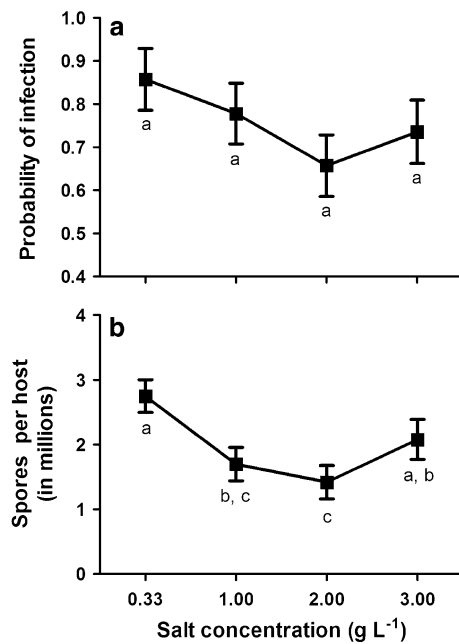 a
1.0
0.9
0.8
0.7
0.6
0.5
0.4
Probability of infection
a
a
a
a
b
4
3
2
1
0
Spores per host
(in millions)
a
b, c
c
a, b
0.33 1.00 2.00 3.00
Salt concentration (g L⁻¹)